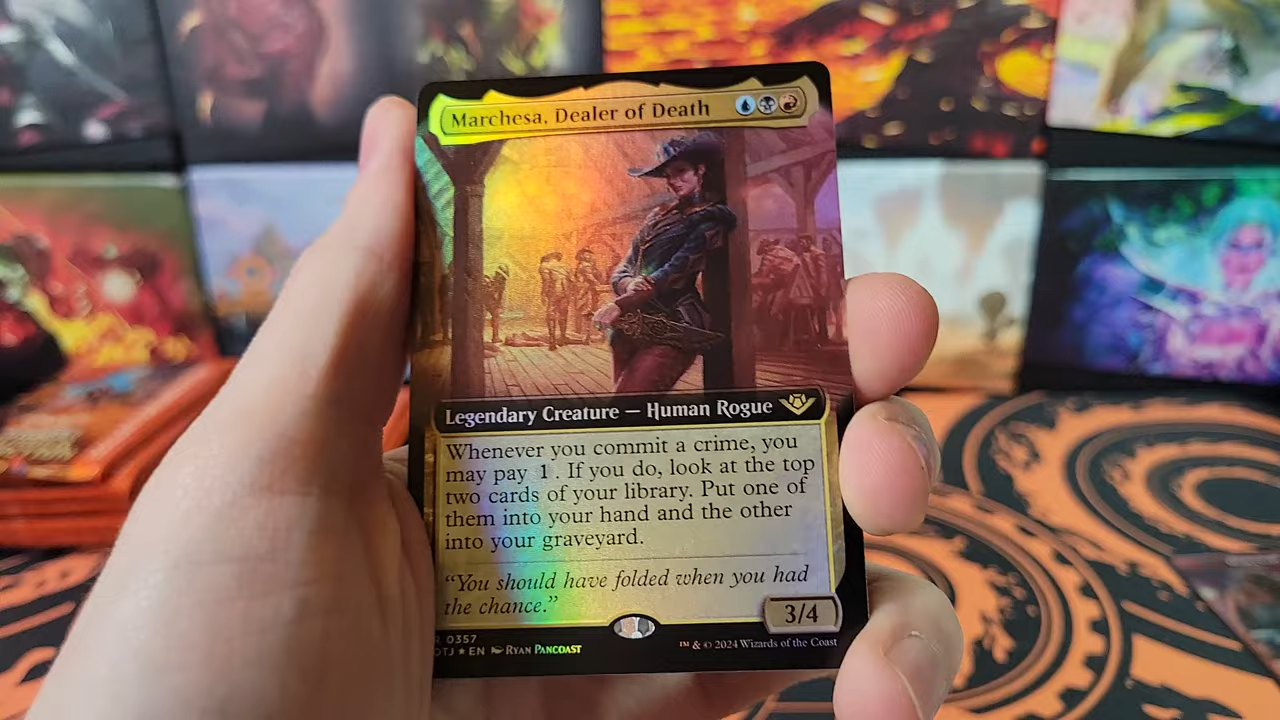 Marchesa, Dealer of Death
Legendary Creature — Human Rogue
Whenever you commit a crime, you
may pay 1 . If you do, look at the top
two cards of your library. Put one of
them into your hand and the other
into your graveyard.
“You should have folded when you had
the chance.”
3/4
R 0357
OTJ ★ EN Ryan Pancoast
™ & © 2024 Wizards of the Coast